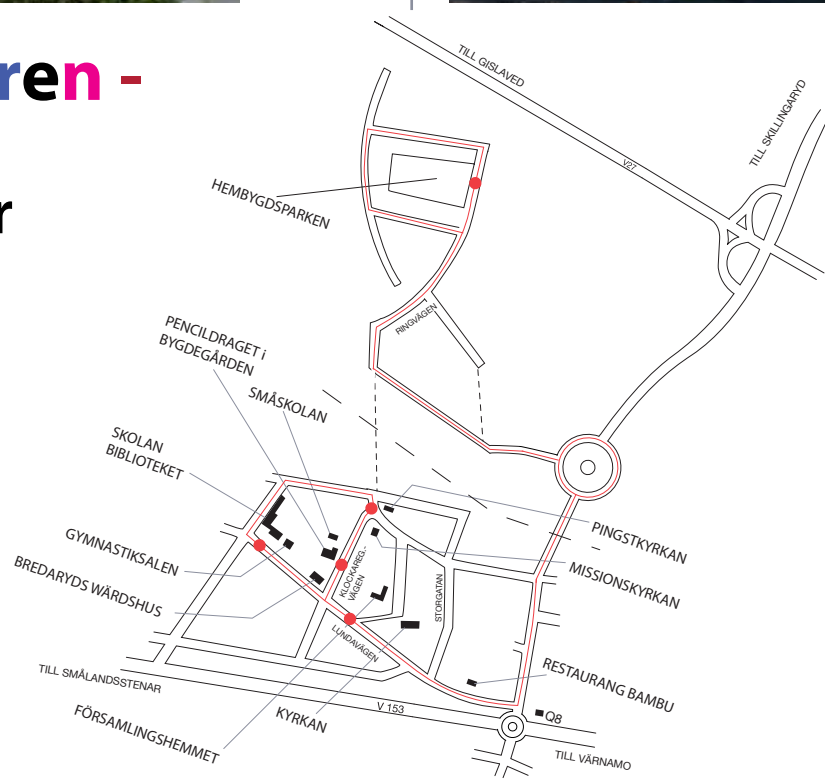 ren -
r
TILL GISLAVED
TILL SKILLINGARYD
V27
HEMBYGDSPARKEN
RINGVÄGEN
PENCILDRAGET i
BYGDEGÅRDEN
SMÅSKOLAN
SKOLAN
BIBLIOTEKET
GYMNASTIKSALEN
BREDARYDS WÄRDSHUS
PINGSTKYRKAN
MISSIONSKYRKAN
KLOCKAREG.-
VÄGEN
STORGATAN
LUNDAVÄGEN
RESTAURANG BAMBU
TILL SMÅLANDSSTENAR
FÖRSAMLINGSHEMMET
KYRKAN
V 153
Q8
TILL VÄRNAMO